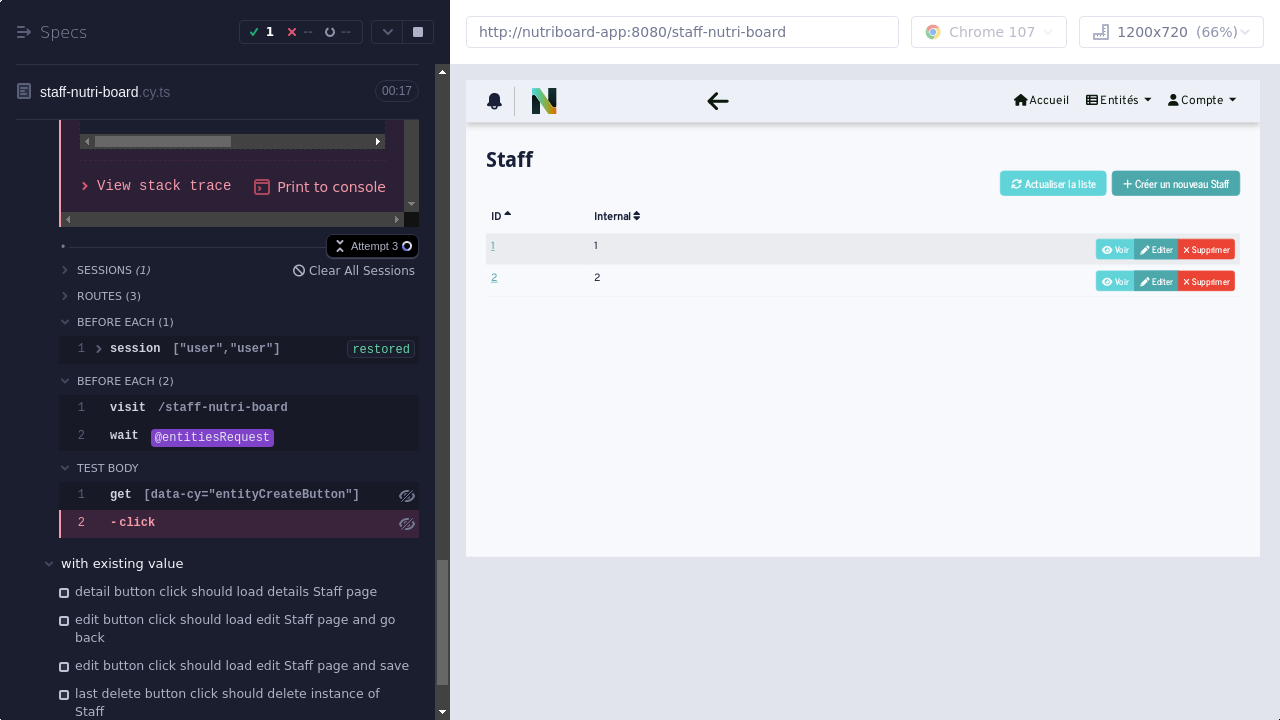 Specs
1
--
--
staff-nutri-board.cy.ts
00:17
View stack trace
Print to console
Attempt 3
SESSIONS (1)
Clear All Sessions
ROUTES (3)
BEFORE EACH (1)
1 session ["user","user"] restored
BEFORE EACH (2)
1 visit /staff-nutri-board
2 wait @entitiesRequest
TEST BODY
1 get [data-cy="entityCreateButton"]
2 -click
with existing value
detail button click should load details Staff page
edit button click should load edit Staff page and go
back
edit button click should load edit Staff page and save
last delete button click should delete instance of
Staff
http://nutriboard-app:8080/staff-nutri-board
Chrome 107
1200x720 (66%)
N
Accueil
Entités
Compte
Staff
Actualiser la liste
Créer un nouveau Staff
ID
Internal
1 1 Voir Editer Supprimer
2 2 Voir Editer Supprimer